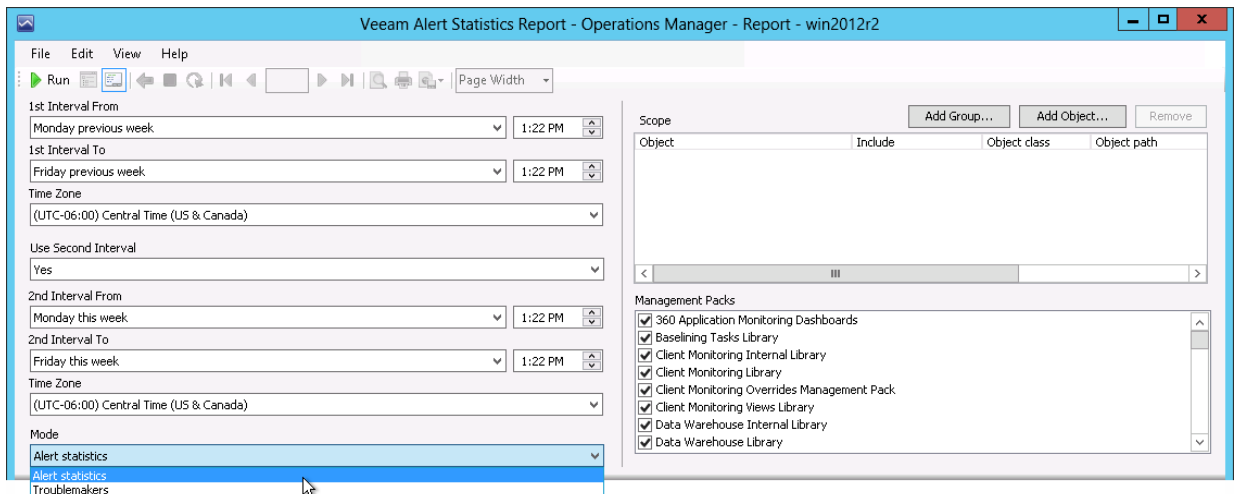 Veeam Alert Statistics Report - Operations Manager - Report - win2012r2
File Edit View Help
Run Page Width
1st Interval From
Monday previous week 1:22 PM
1st Interval To
Friday previous week 1:22 PM
Time Zone
(UTC-06:00) Central Time (US & Canada)
Use Second Interval
Yes
2nd Interval From
Monday this week 1:22 PM
2nd Interval To
Friday this week 1:22 PM
Time Zone
(UTC-06:00) Central Time (US & Canada)
Mode
Alert statistics
Alert statistics
Troublemakers
Scope Add Group... Add Object... Remove
Object Include Object class Object path
Management Packs
360 Application Monitoring Dashboards
Baselining Tasks Library
Client Monitoring Internal Library
Client Monitoring Library
Client Monitoring Overrides Management Pack
Client Monitoring Views Library
Data Warehouse Internal Library
Data Warehouse Library